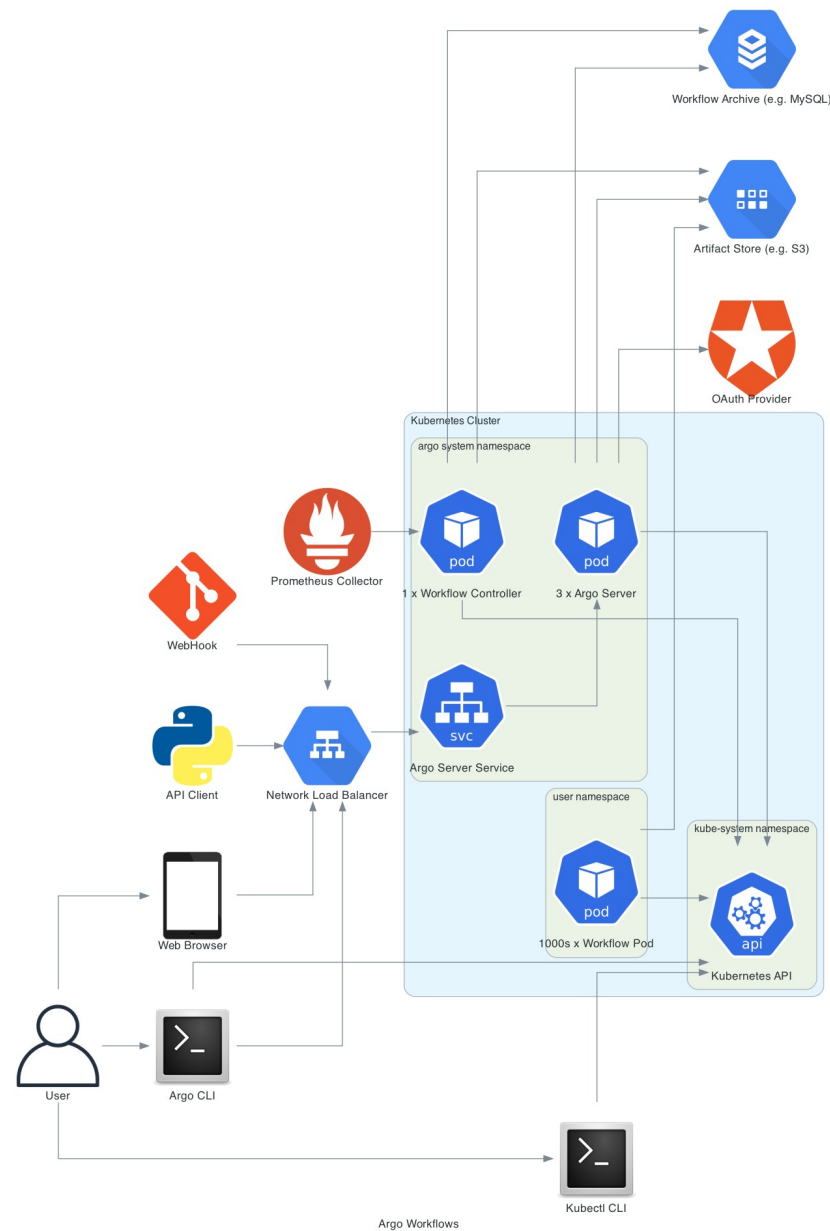 Workflow Archive (e.g. MySQL)
Artifact Store (e.g. S3)
OAuth Provider
Kubernetes Cluster
argo system namespace
Prometheus Collector
pod
1 x Workflow Controller
pod
3 x Argo Server
WebHook
svc
Argo Server Service
API Client
Network Load Balancer
user namespace
pod
1000s x Workflow Pod
kube-system namespace
api
Kubernetes API
Web Browser
User
>_
Argo CLI
>_
Kubectl CLI
Argo Workflows